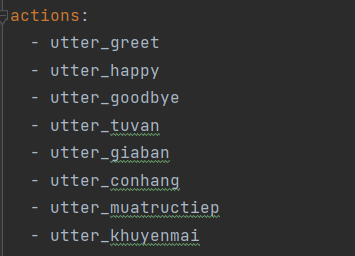 actions:
- utter_greet
- utter_happy
- utter_goodbye
- utter_tuvan
- utter_giaban
- utter_conhang
- utter_muatructiep
- utter_khuyenmai